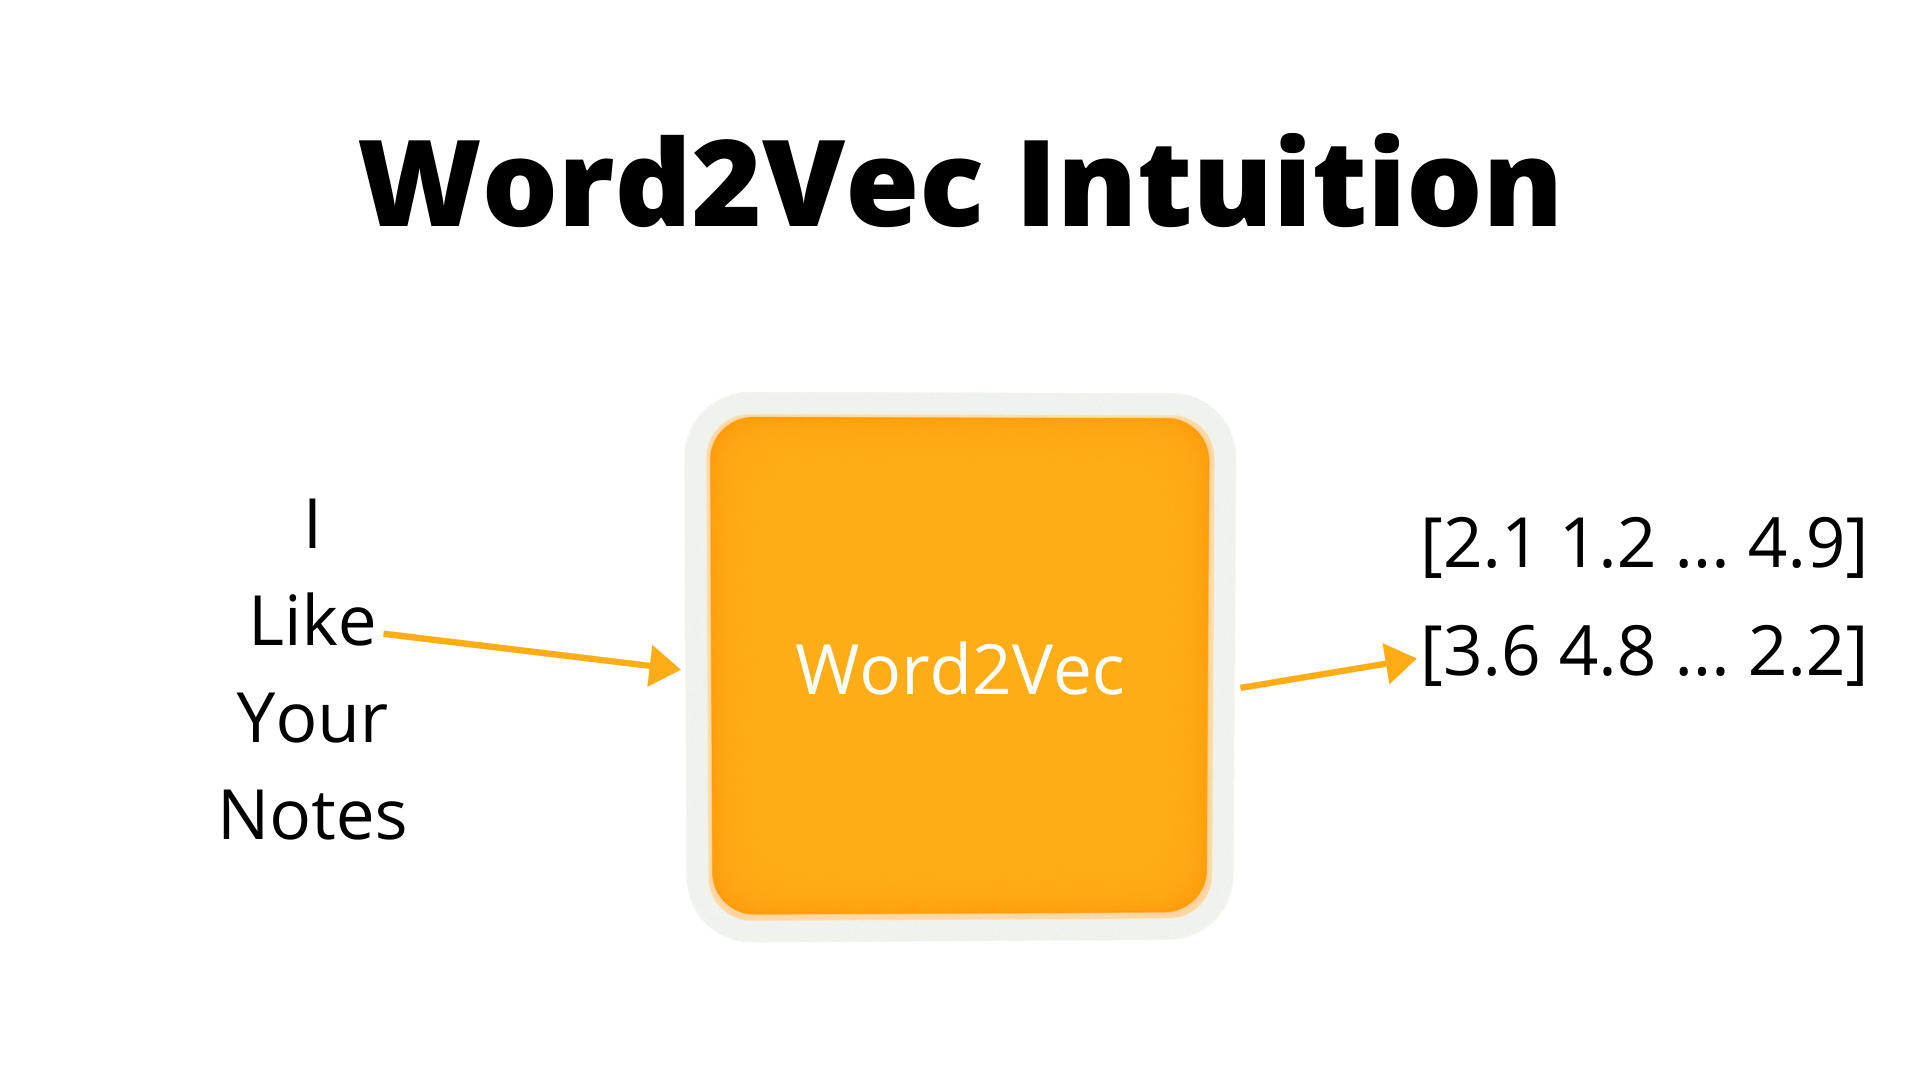 Word2Vec Intuition
I
Like
Your
Notes
Word2Vec
[2.1 1.2 ... 4.9]
[3.6 4.8 ... 2.2]